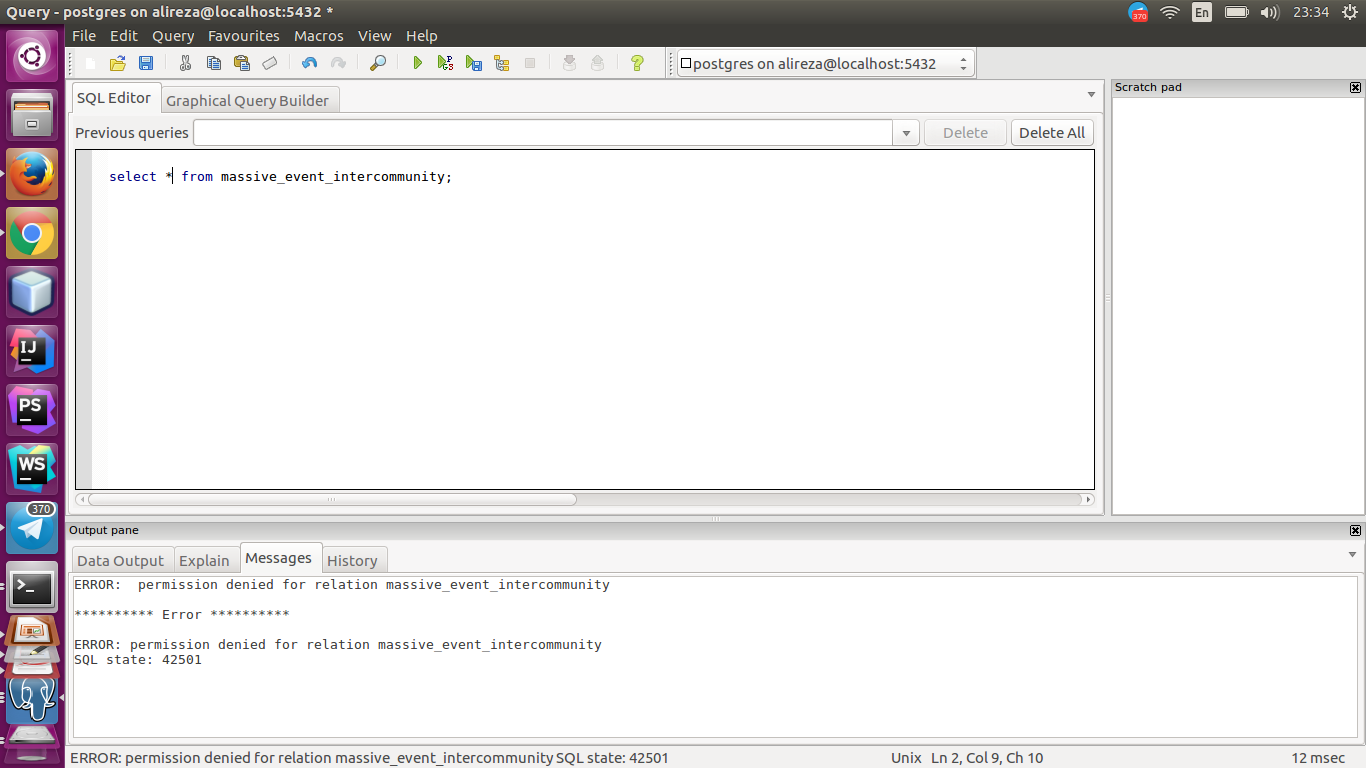 Query - postgres on alireza@localhost:5432 *
370
En
23:34
File Edit Query Favourites Macros View Help
postgres on alireza@localhost:5432
SQL Editor
Graphical Query Builder
Scratch pad
Previous queries
Delete
Delete All
select * from massive_event_intercommunity;
IJ
PS
WS
370
Output pane
Data Output
Explain
Messages
History
ERROR:  permission denied for relation massive_event_intercommunity
********** Error **********
ERROR: permission denied for relation massive_event_intercommunity
SQL state: 42501
ERROR: permission denied for relation massive_event_intercommunity SQL state: 42501
Unix
Ln 2, Col 9, Ch 10
12 msec